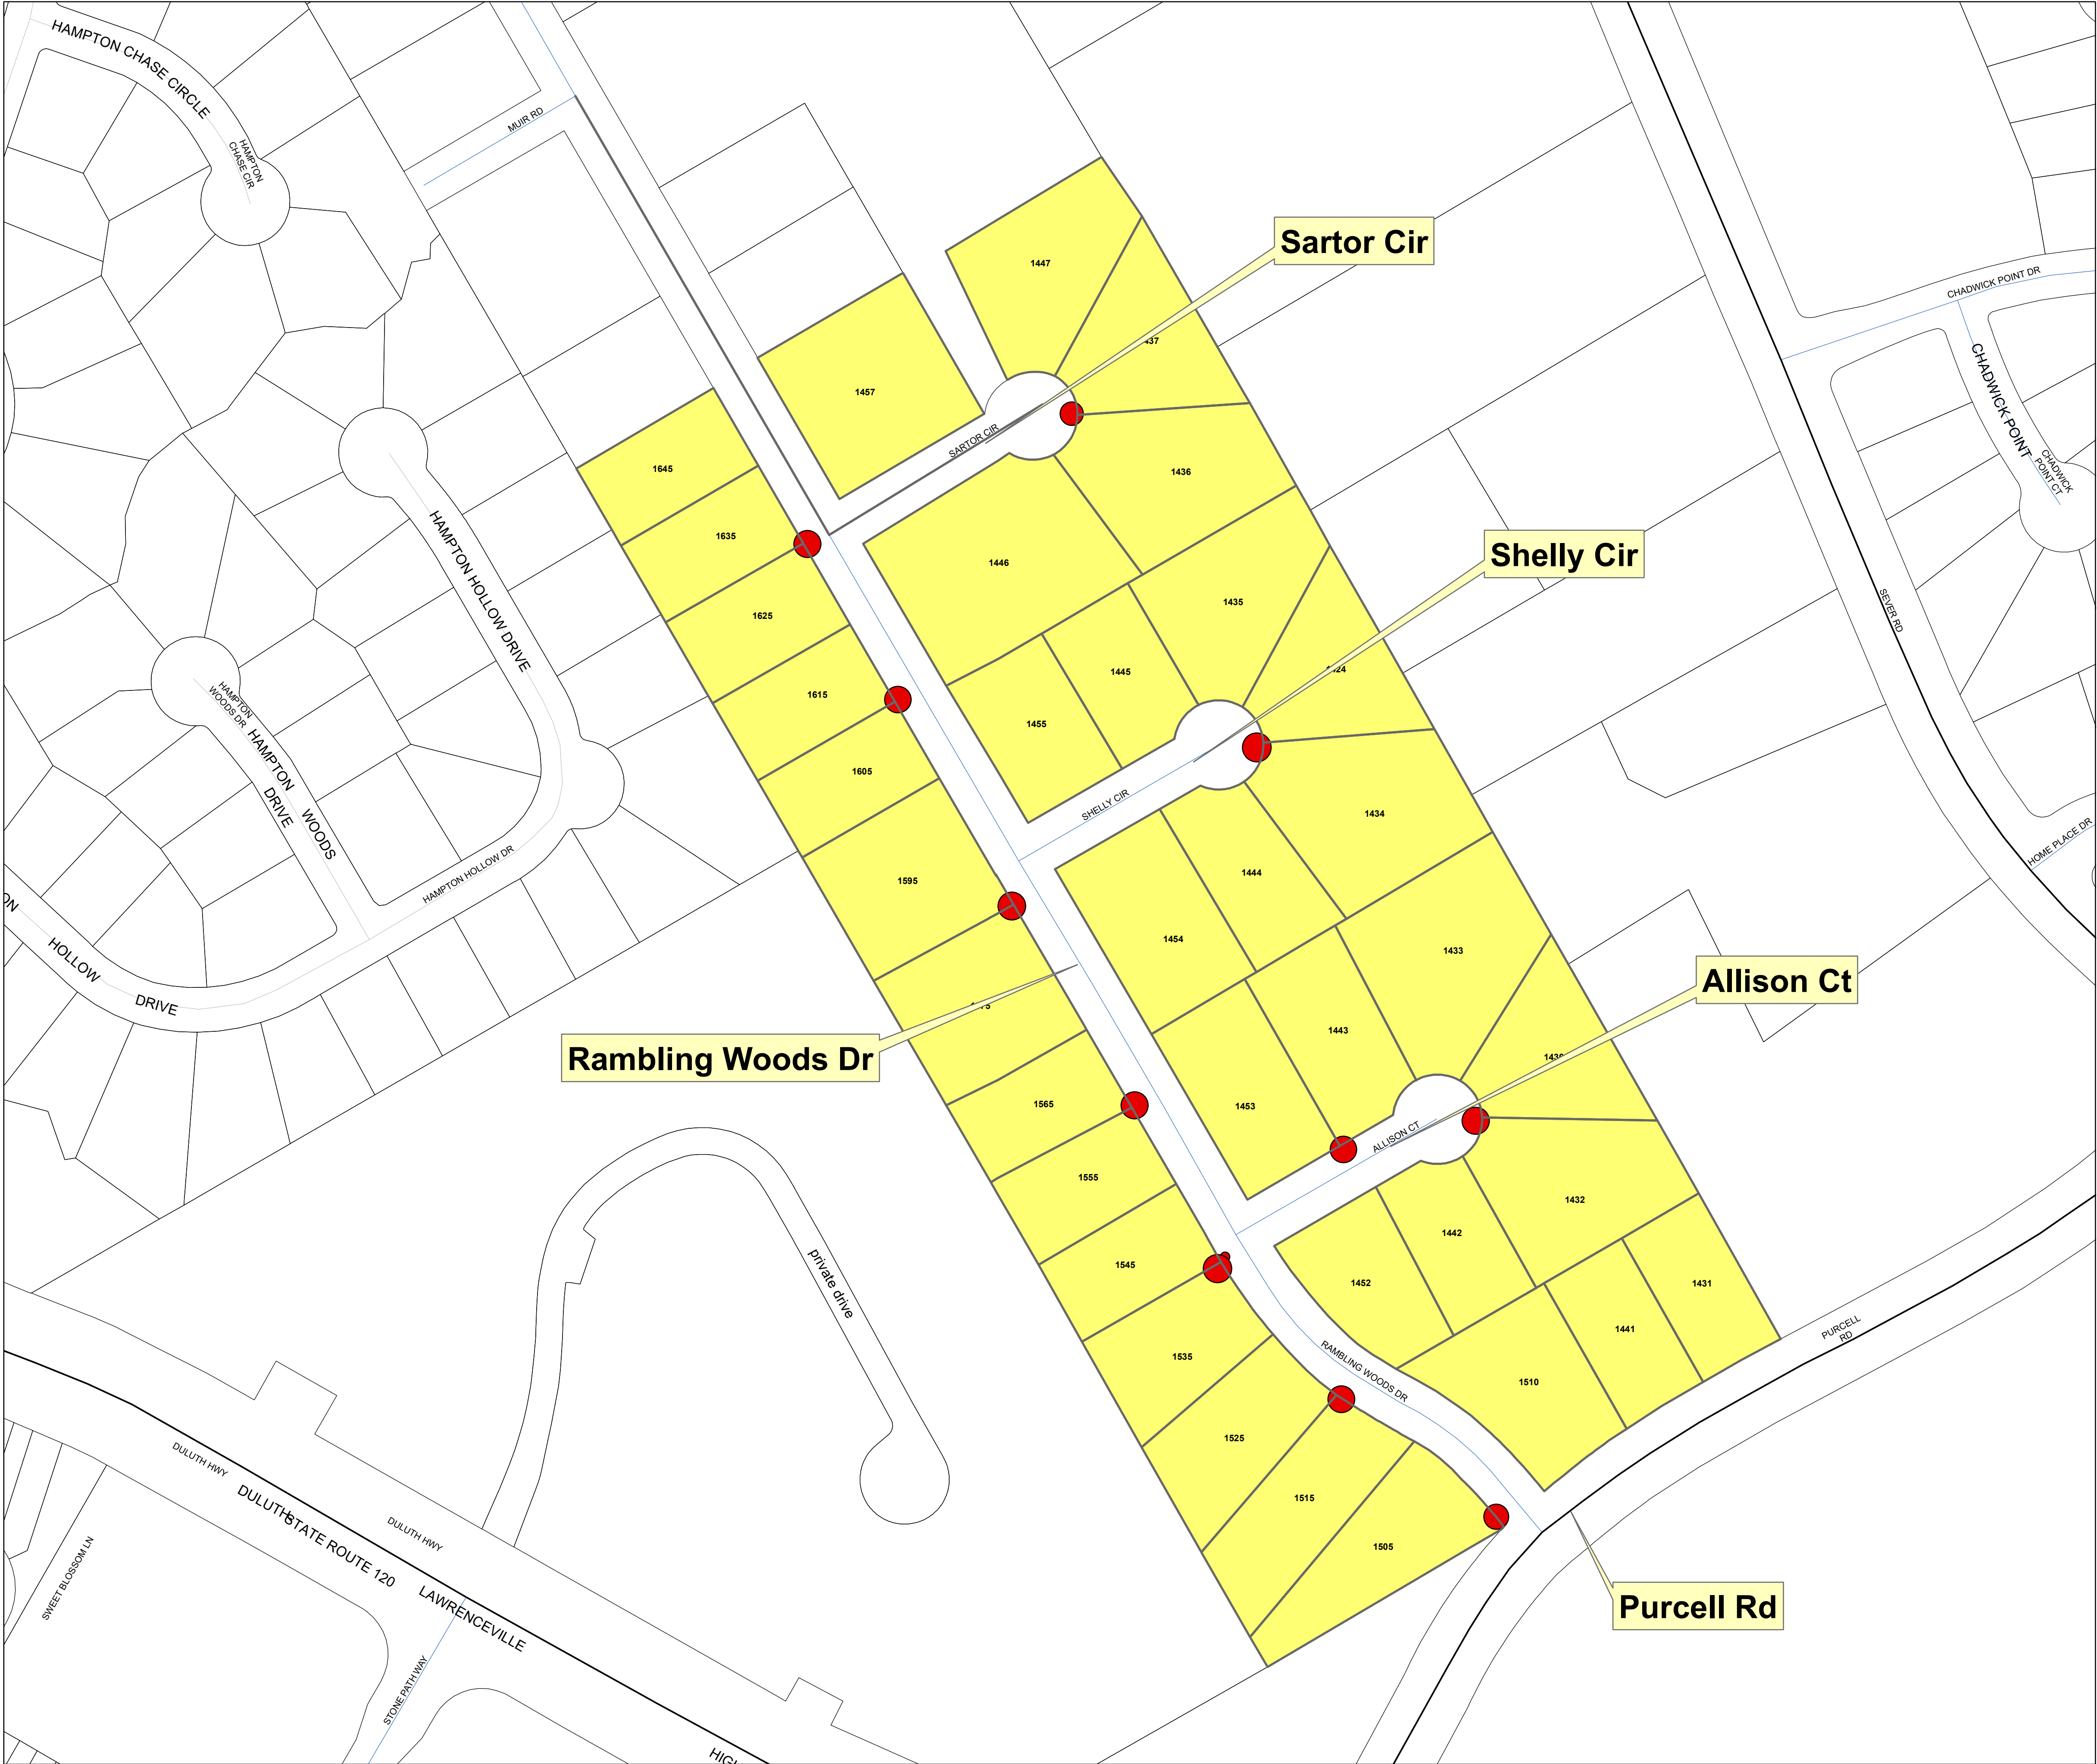 HAMPTON CHASE CIRCLE
HAMPTON
CHASE CIR
MUIR RD
Sartor Cir
1447
CHADWICK POINT DR
CHADWICK POINT
CHADWICK
POINT CT
1457
SARTOR CIR
1645
1436
1635
1446
Shelly Cir
HAMPTON HOLLOW DRIVE
1435
1625
SEVER RD
1445
1615
1455
HAMPTON
WOODS DR
HAMPTON WOODS
DRIVE
1605
SHELLY CIR
1434
HOME PLACE DR
HAMPTON HOLLOW DR
1444
1595
1454
1433
HOLLOW
DRIVE
Allison Ct
Rambling Woods Dr
1443
1565
1453
ALLISON CT
1555
1432
1442
private drive
1545
1452
1431
1441
PURCELL
RD
1535
RAMBLING WOODS DR
1510
1525
1515
1505
DULUTH HWY
DULUTH
STATE ROUTE 120
DULUTH HWY
LAWRENCEVILLE
SWEET BLOSSOM LN
STONE PATH WAY
Purcell Rd